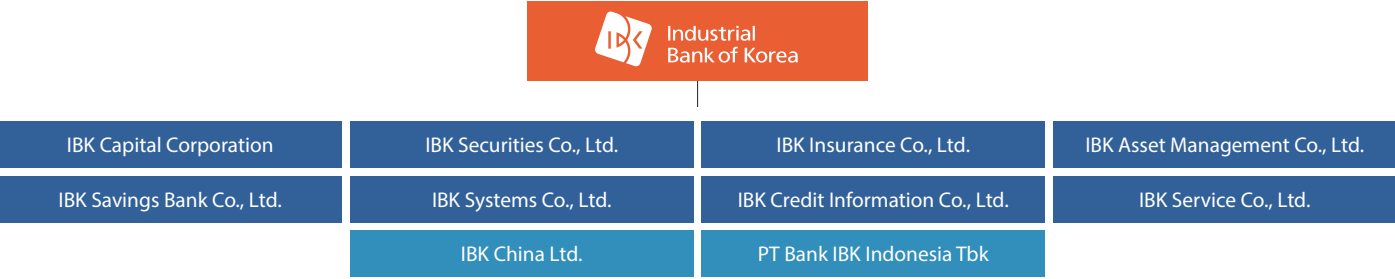 IBK
Industrial
Bank of Korea
IBK Capital Corporation
IBK Securities Co., Ltd.
IBK Insurance Co., Ltd.
IBK Asset Management Co., Ltd.
IBK Savings Bank Co., Ltd.
IBK Systems Co., Ltd.
IBK Credit Information Co., Ltd.
IBK Service Co., Ltd.
IBK China Ltd.
PT Bank IBK Indonesia Tbk